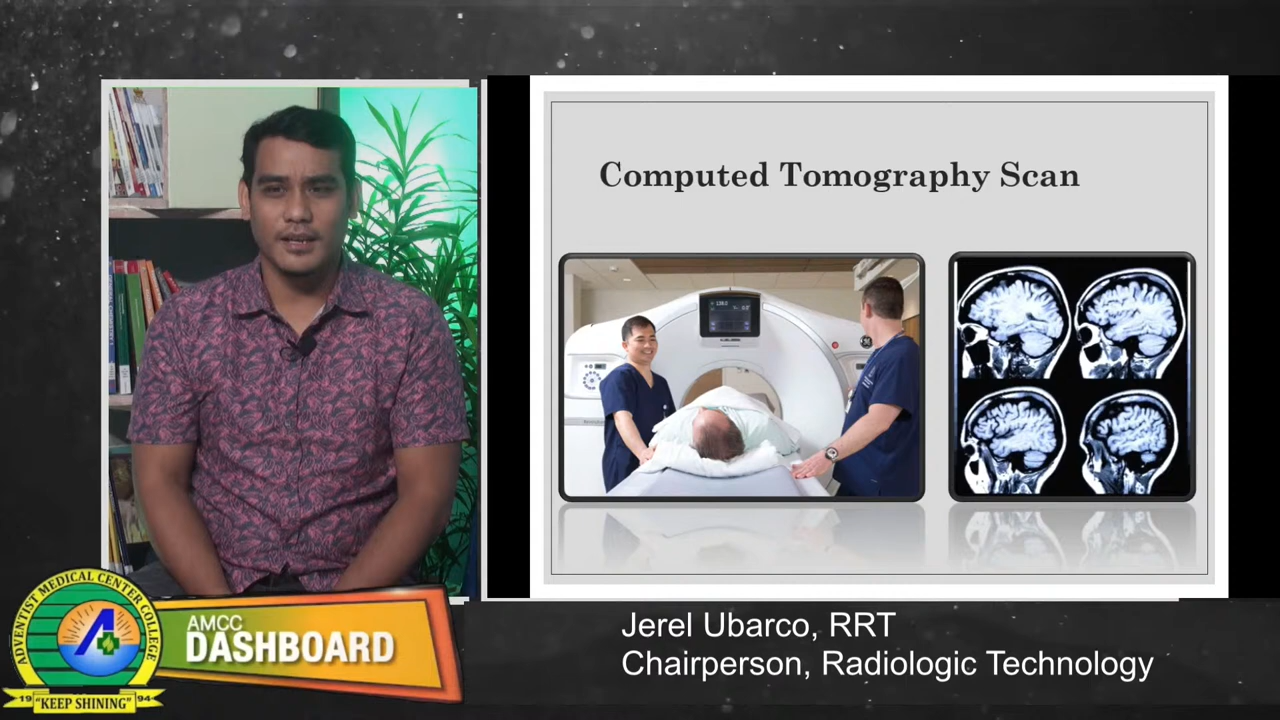 Computed Tomography Scan
ADVENTIST MEDICAL CENTER COLLEGE
19 94
"KEEP SHINING"
AMCC
DASHBOARD
Jerel Ubarco, RRT
Chairperson, Radiologic Technology